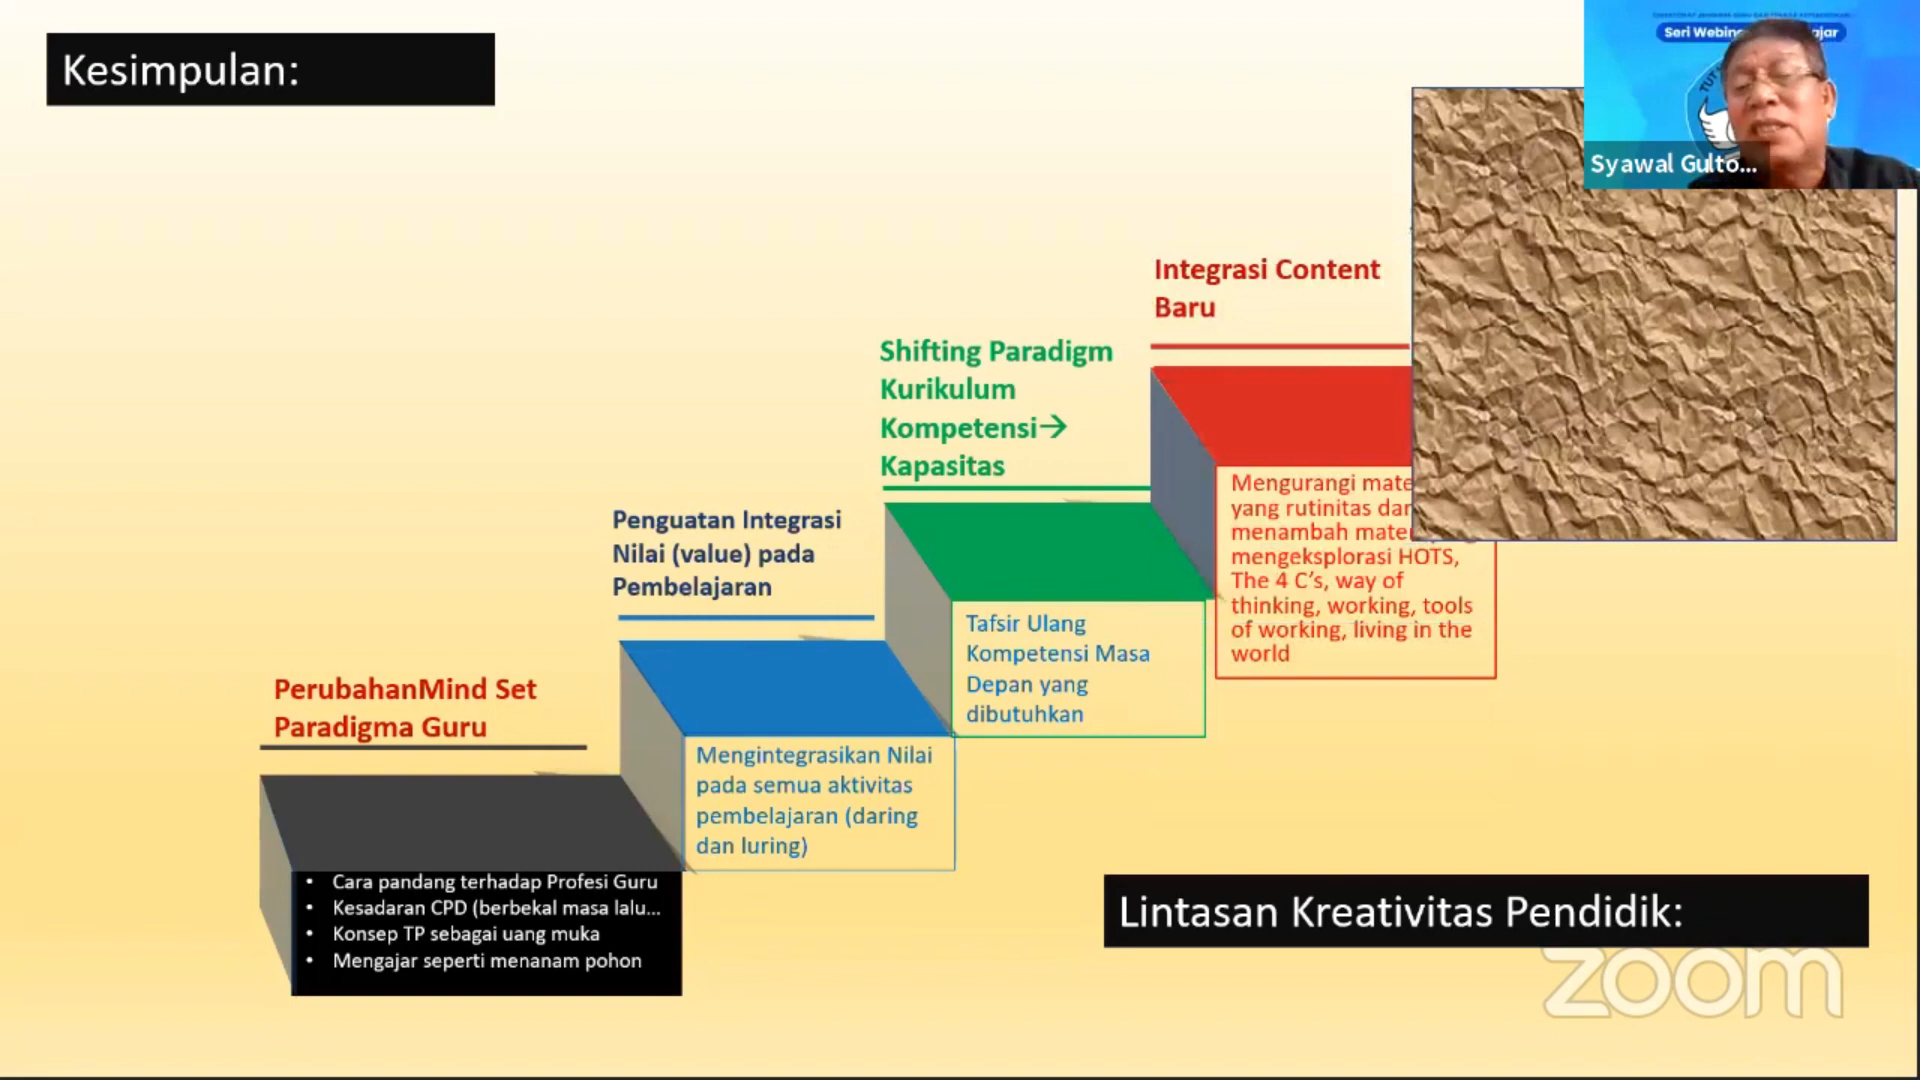 Kesimpulan:
Seri Webinar
ajar
TUT
Syawal Gulto...
Integrasi Content
Baru
Shifting Paradigm
Kurikulum
Kompetensi→
Kapasitas
Penguatan Integrasi
Nilai (value) pada
Pembelajaran
PerubahanMind Set
Paradigma Guru
Mengurangi mate
yang rutinitas dan
menambah mate
mengeksplorasi HOTS,
The 4 C’s, way of
thinking, working, tools
of working, living in the
world
Tafsir Ulang
Kompetensi Masa
Depan yang
dibutuhkan
Mengintegrasikan Nilai
pada semua aktivitas
pembelajaran (daring
dan luring)
• Cara pandang terhadap Profesi Guru
• Kesadaran CPD (berbekal masa lalu...
• Konsep TP sebagai uang muka
• Mengajar seperti menanam pohon
Lintasan Kreativitas Pendidik:
zoom